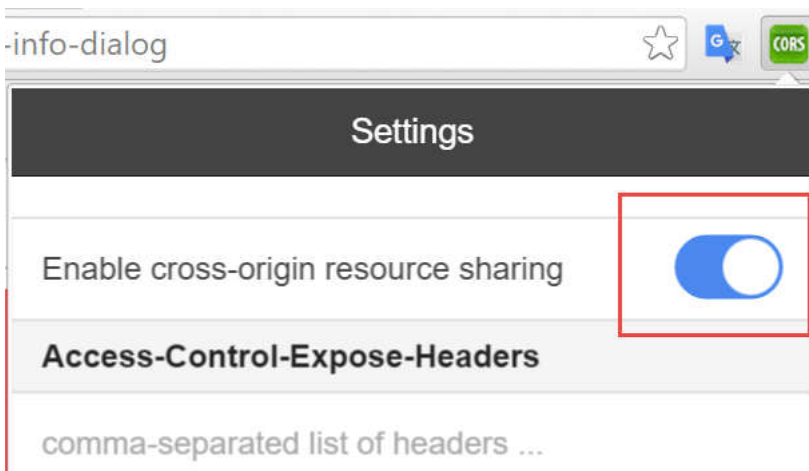 -info-dialog
G
CORS
Settings
Enable cross-origin resource sharing
Access-Control-Expose-Headers
comma-separated list of headers ...